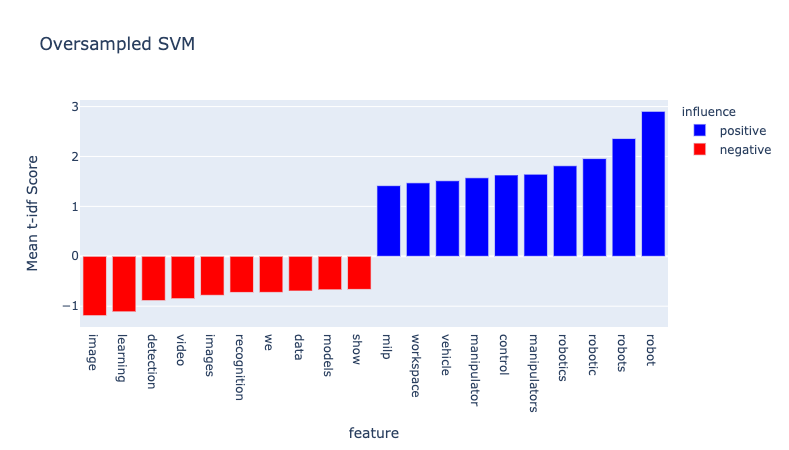 Oversampled SVM
influence
positive
negative
Mean t-idf Score
3
2
1
0
−1
image
learning
detection
video
images
recognition
we
data
models
show
milp
workspace
vehicle
manipulator
control
manipulators
robotics
robotic
robots
robot
feature